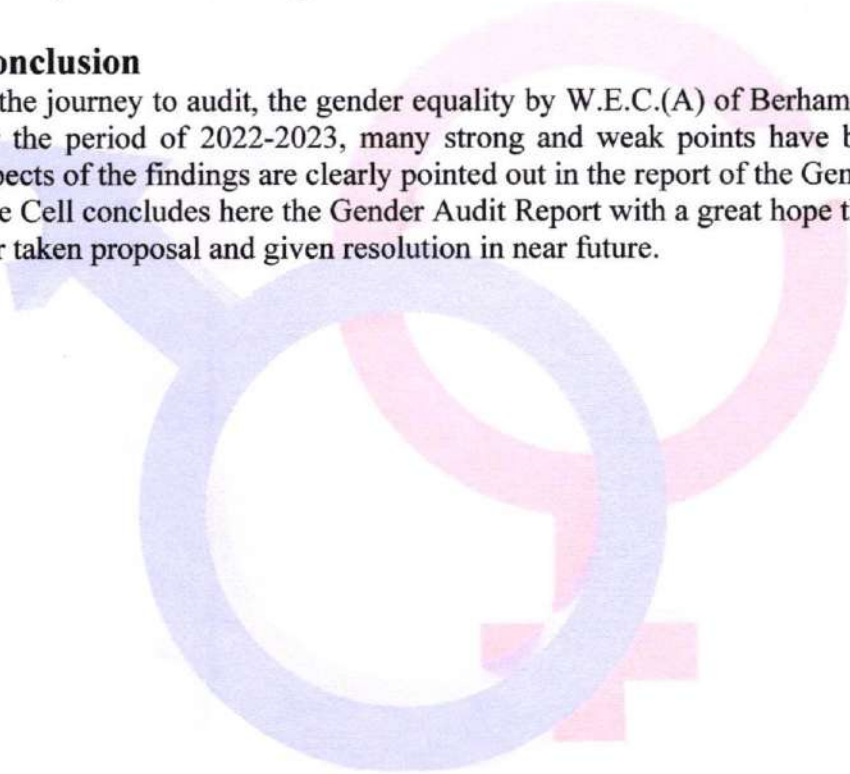 onclusion
the journey to audit, the gender equality by W.E.C.(A) of Berham
the period of 2022-2023, many strong and weak points have b
pects of the findings are clearly pointed out in the report of the Gen
e Cell concludes here the Gender Audit Report with a great hope t
r taken proposal and given resolution in near future.